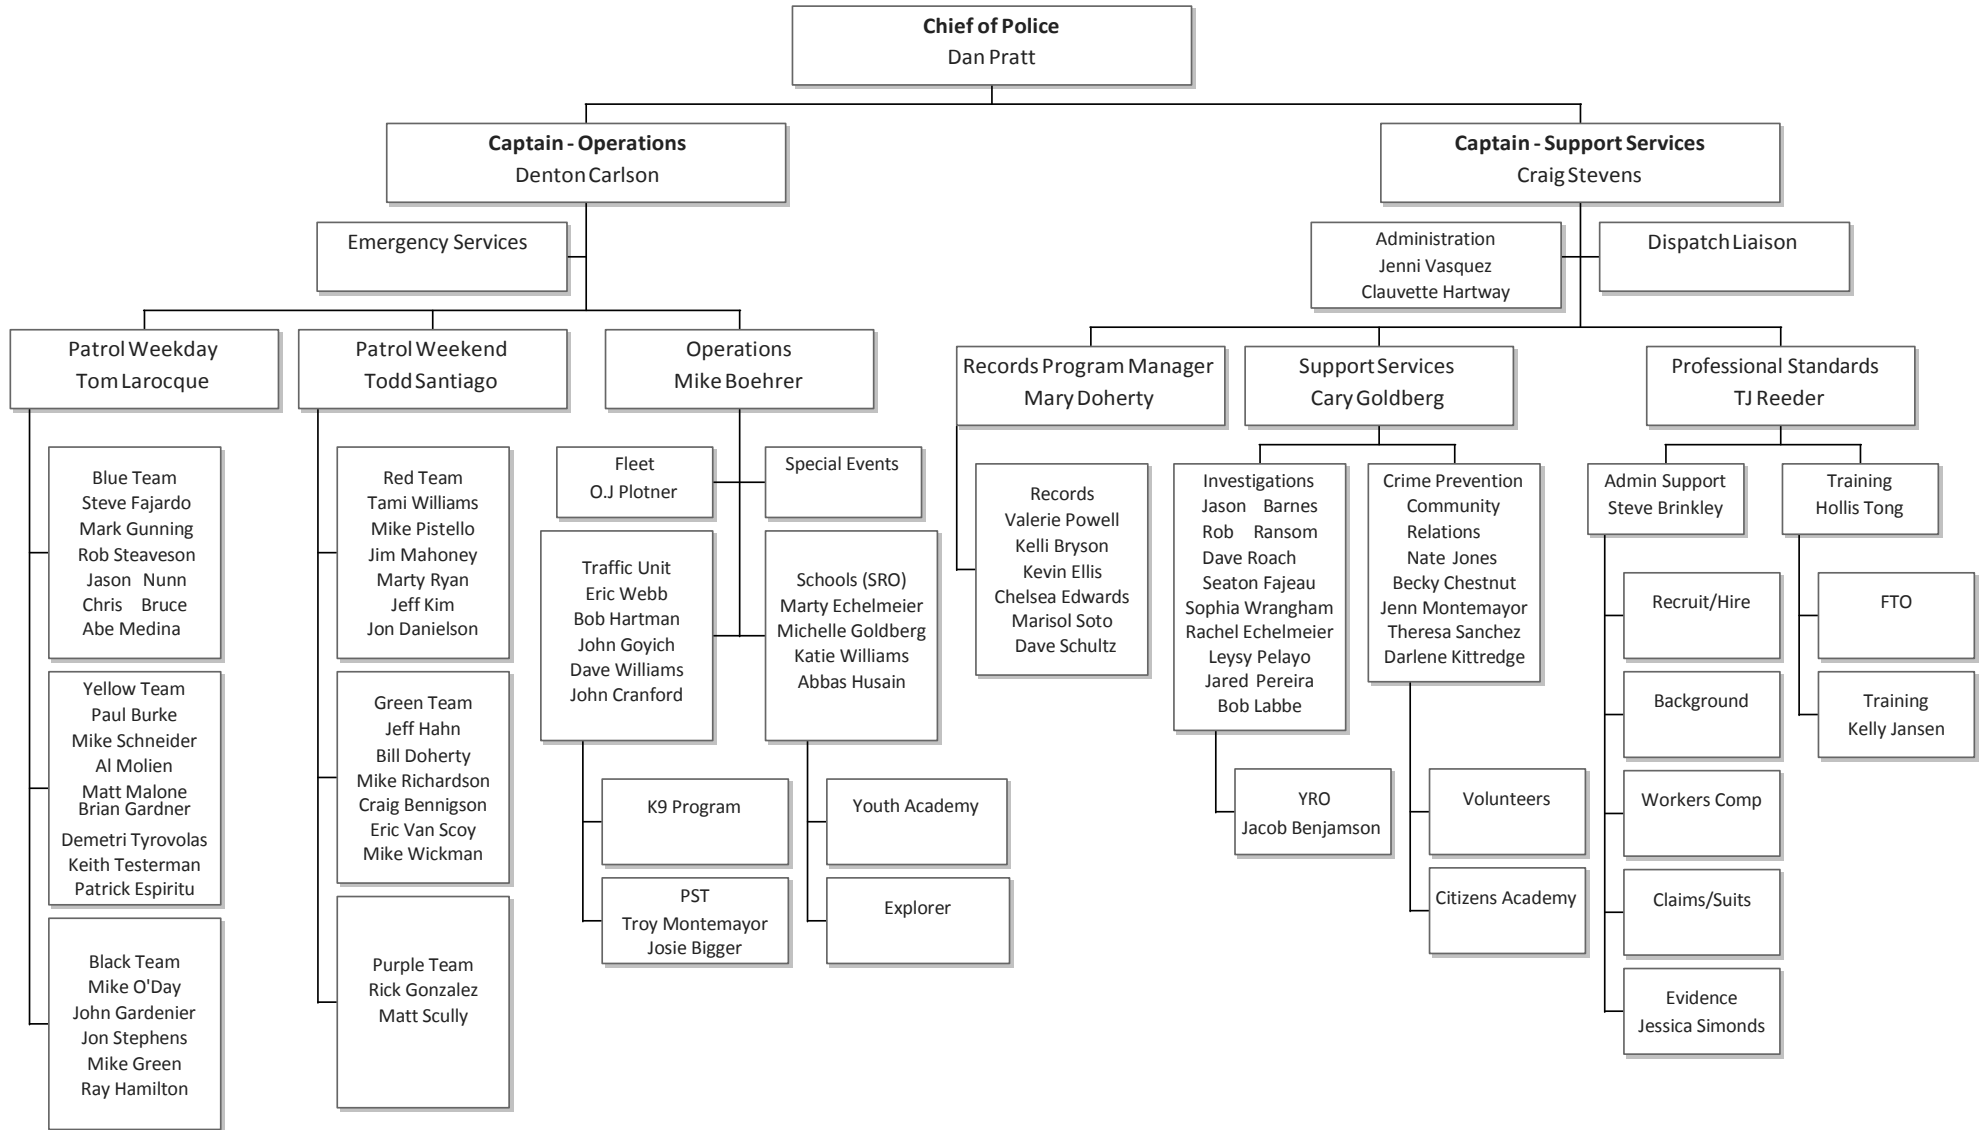 Chief of Police
Dan Pratt
Captain - Operations
Denton Carlson
Captain - Support Services
Craig Stevens
Emergency Services
Administration
Jenni Vasquez
Clauvette Hartway
Dispatch Liaison
Patrol Weekday
Tom Larocque
Patrol Weekend
Todd Santiago
Operations
Mike Boehrer
Records Program Manager
Mary Doherty
Support Services
Cary Goldberg
Professional Standards
TJ Reeder
Blue Team
Steve Fajardo
Mark Gunning
Rob Steaveson
Jason Nunn
Chris Bruce
Abe Medina
Yellow Team
Paul Burke
Mike Schneider
Al Molien
Matt Malone
Brian Gardner
Demetri Tyrovolas
Keith Testerman
Patrick Espiritu
Black Team
Mike O'Day
John Gardenier
Jon Stephens
Mike Green
Ray Hamilton
Red Team
Tami Williams
Mike Pistello
Jim Mahoney
Marty Ryan
Jeff Kim
Jon Danielson
Green Team
Jeff Hahn
Bill Doherty
Mike Richardson
Craig Bennigson
Eric Van Scoy
Mike Wickman
Purple Team
Rick Gonzalez
Matt Scully
Fleet
O.J Plotner
Special Events
Traffic Unit
Eric Webb
Bob Hartman
John Goyich
Dave Williams
John Cranford
Schools (SRO)
Marty Echelmeier
Michelle Goldberg
Katie Williams
Abbas Husain
K9 Program
PST
Troy Montemayor
Josie Bigger
Youth Academy
Explorer
Records
Valerie Powell
Kelli Bryson
Kevin Ellis
Chelsea Edwards
Marisol Soto
Dave Schultz
Investigations
Jason Barnes
Rob Ransom
Dave Roach
Seaton Fajeau
Sophia Wrangham
Rachel Echelmeier
Leysy Pelayo
Jared Pereira
Bob Labbe
YRO
Jacob Benjamson
Crime Prevention
Community
Relations
Nate Jones
Becky Chestnut
Jenn Montemayor
Theresa Sanchez
Darlene Kittredge
Volunteers
Citizens Academy
Admin Support
Steve Brinkley
Recruit/Hire
Background
Workers Comp
Claims/Suits
Evidence
Jessica Simonds
Training
Hollis Tong
FTO
Training
Kelly Jansen